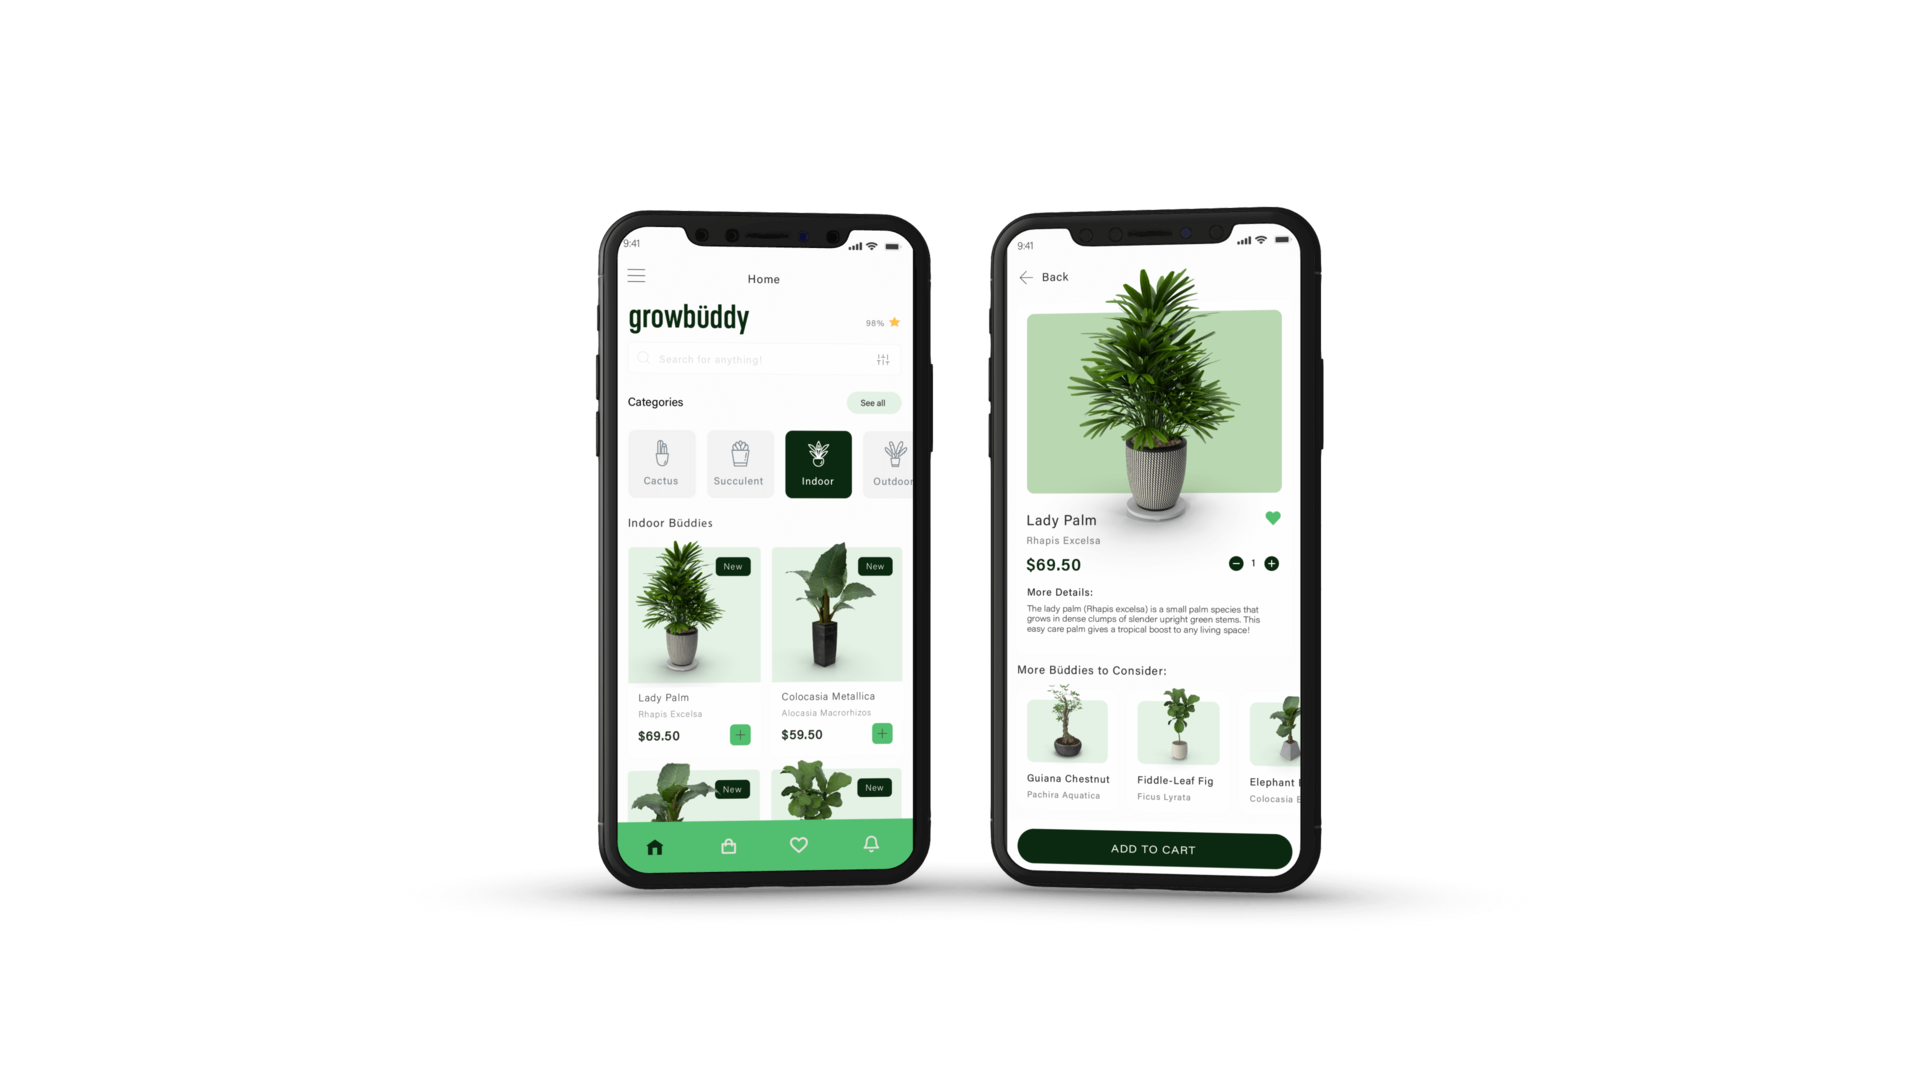 9:41
Home
growbüddy
98%
Search for anything!
Categories
See all
Cactus
Succulent
Indoor
Outdoor
Indoor Büddies
New
New
Lady Palm
Rhapis Excelsa
$69.50
Colocasia Metallica
Alocasia Macrorhizos
$59.50
New
New
9:41
Back
Lady Palm
Rhapis Excelsa
$69.50
1
More Details:
The lady palm (Rhapis excelsa) is a small palm species that
grows in dense clumps of slender upright green stems. This
easy care palm gives a tropical boost to any living space!
More Büddies to Consider:
Guiana Chestnut
Pachira Aquatica
Fiddle-Leaf Fig
Ficus Lyrata
Elephant
Colocasia
ADD TO CART